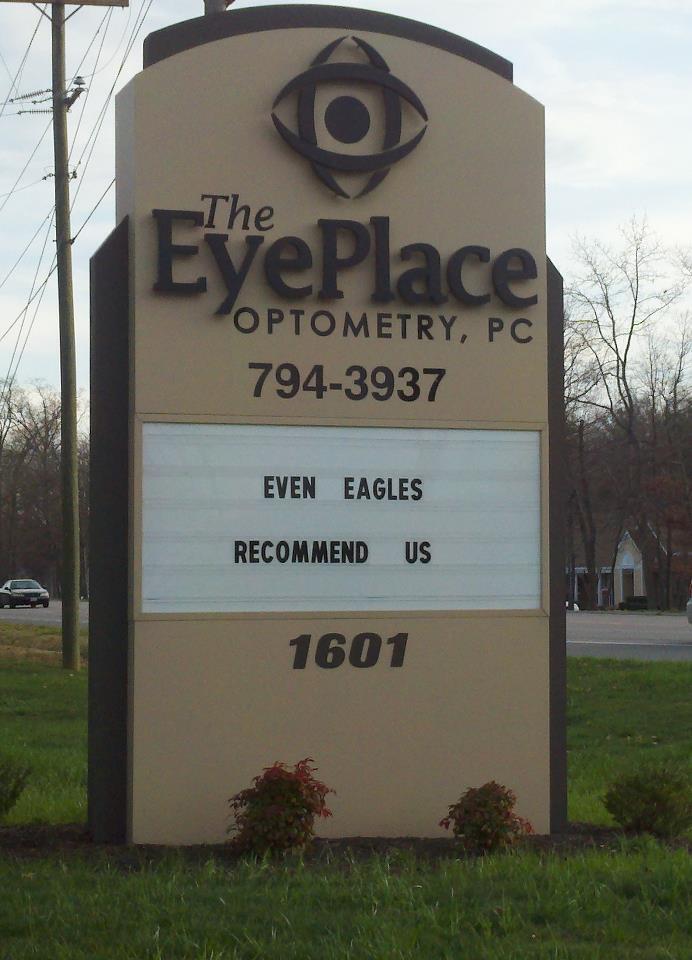 The
EyePlace
OPTOMETRY, PC
794-3937
EVEN EAGLES
RECOMMEND US
1601